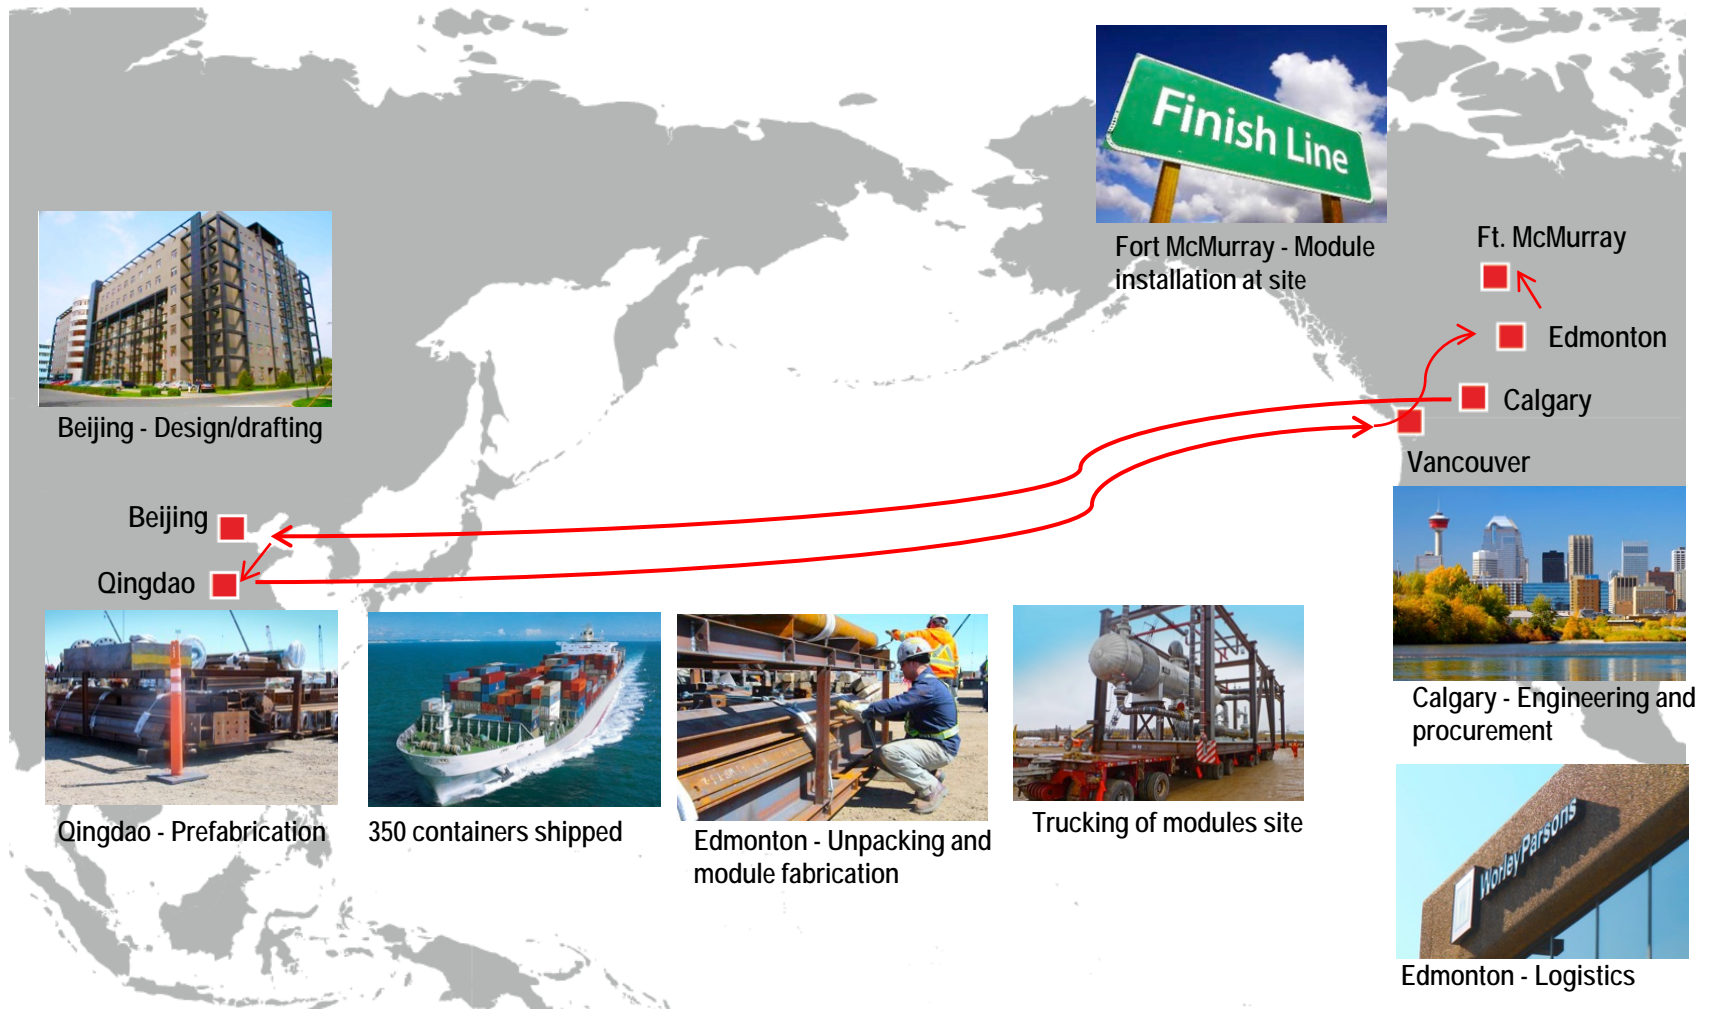 Finish Line
Fort McMurray - Module
installation at site
Ft. McMurray
Edmonton
Calgary
Vancouver
Beijing - Design/drafting
Beijing
Qingdao
Calgary - Engineering and
procurement
Qingdao - Prefabrication
350 containers shipped
Edmonton - Unpacking and
module fabrication
Trucking of modules site
WorleyParsons
Edmonton - Logistics